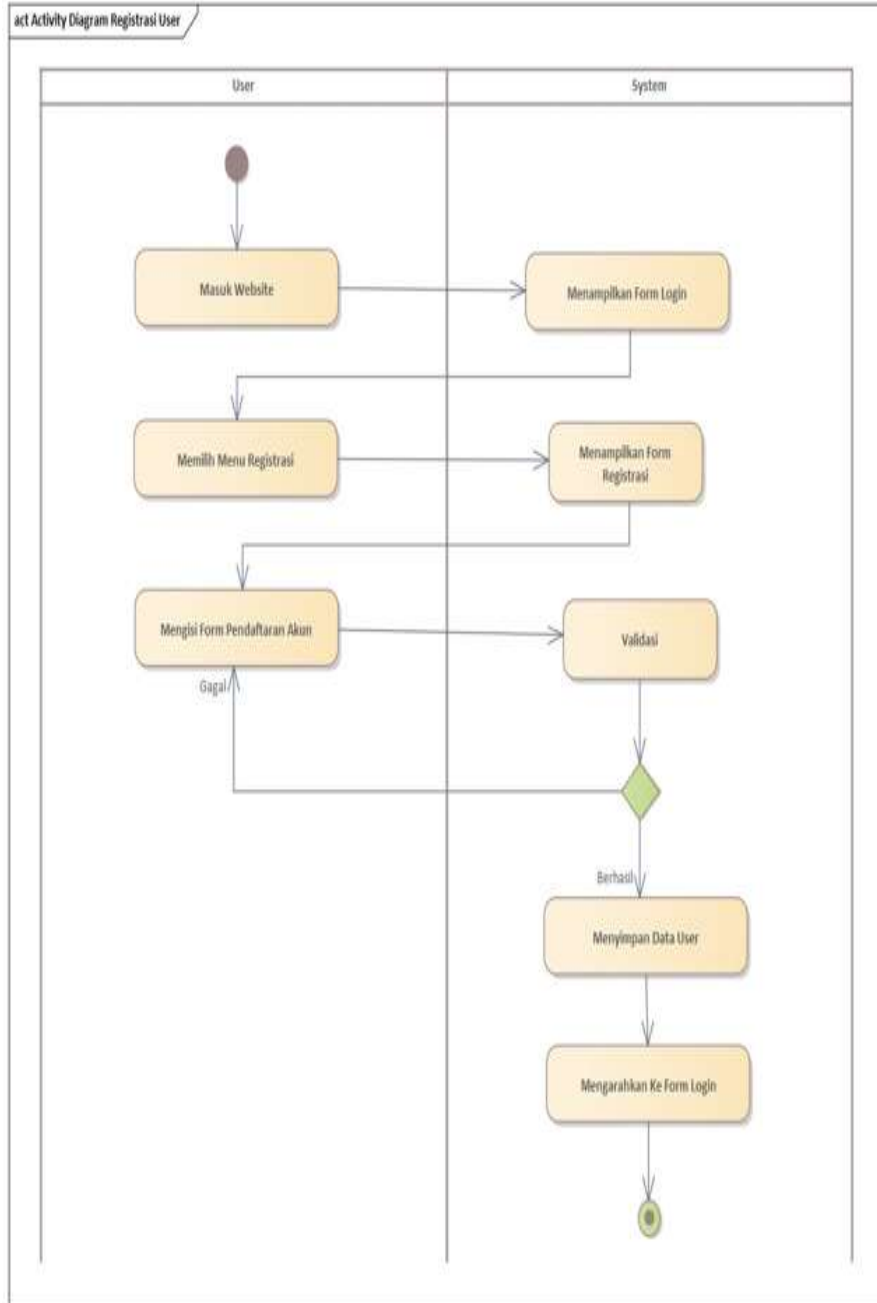 act Activity Diagram Registrasi User
User
System
Masuk Website
Menampilkan Form Login
Memilih Menu Registrasi
Menampilkan Form
Registrasi
Mengisi Form Pendaftaran Akun
Validasi
Gagal
Berhasil
Menyimpan Data User
Mengarahkan Ke Form Login